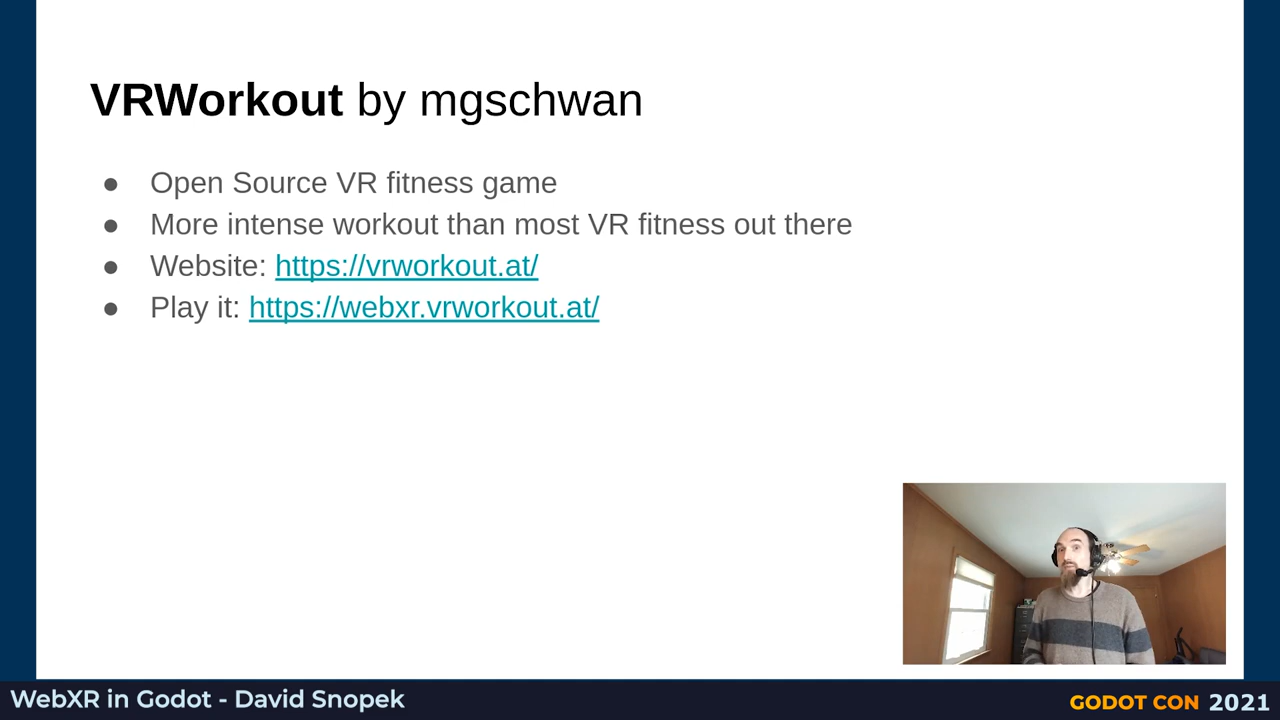 VRWorkout by mgschwan
● Open Source VR fitness game
● More intense workout than most VR fitness out there
● Website: https://vrworkout.at/
● Play it: https://webxr.vrworkout.at/
WebXR in Godot - David Snopek
GODOT CON 2021